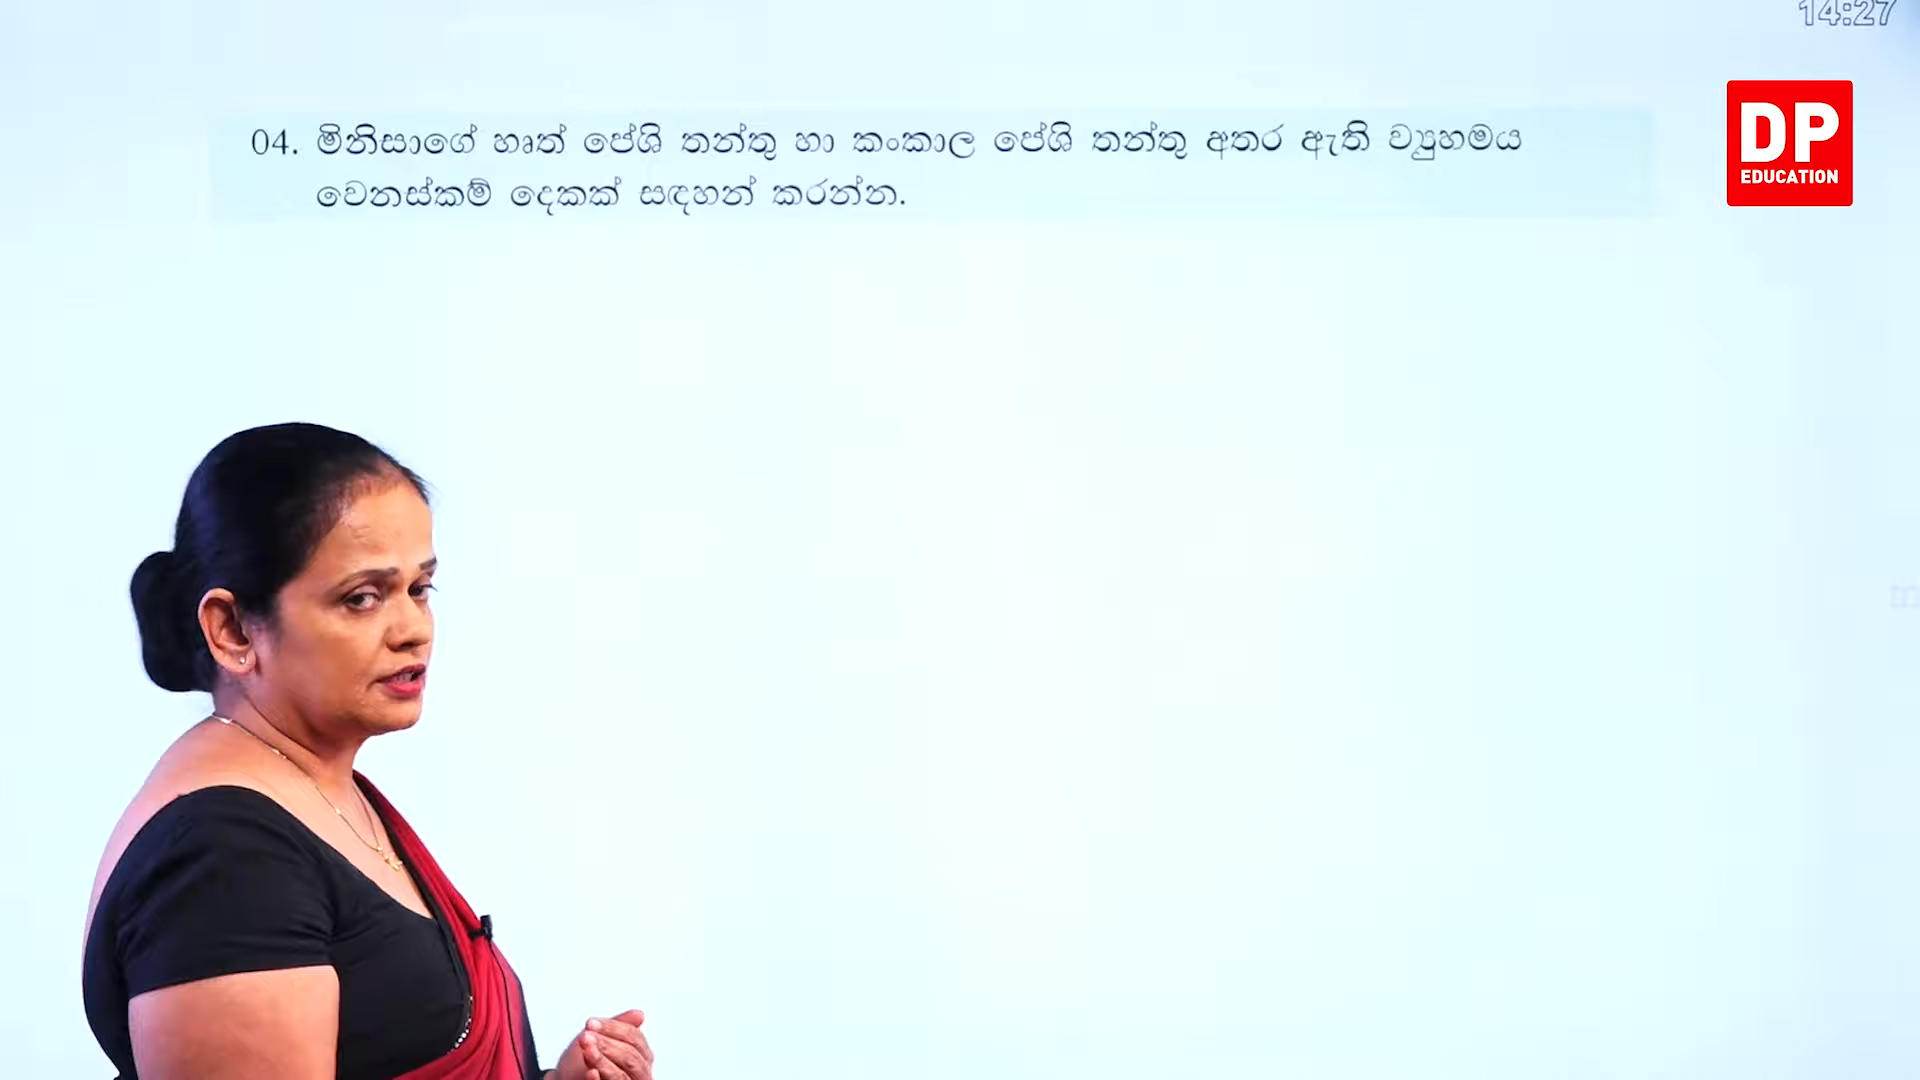 14:27
DP
EDUCATION
04. මිනිසාගේ හෘත් පේශි තන්තු හා කංකාල පේශි තන්තු අතර ඇති ව්‍යුහමය
වෙනස්කම් දෙකක් සඳහන් කරන්න.